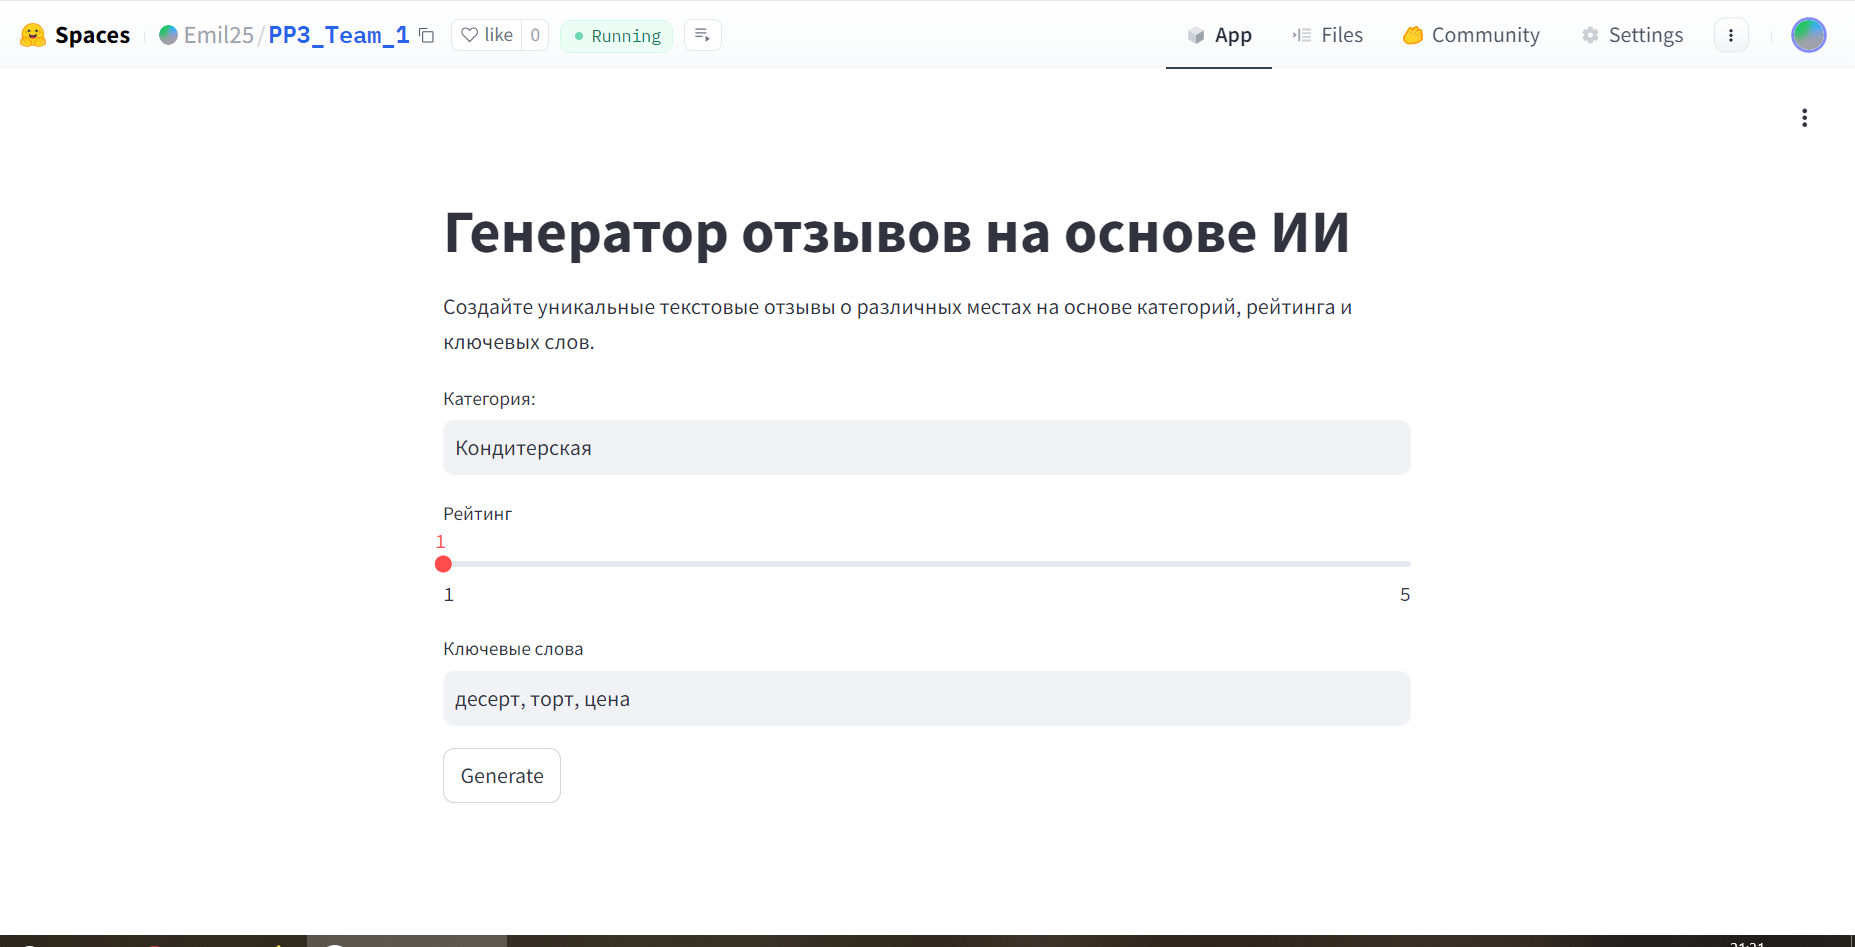 Spaces Emil25/PP3_Team_1 like 0 Running App Files Community Settings
Генератор отзывов на основе ИИ
Создайте уникальные текстовые отзывы о различных местах на основе категорий, рейтинга и
ключевых слов.
Категория:
Кондитерская
Рейтинг
1
1 5
Ключевые слова
десерт, торт, цена
Generate